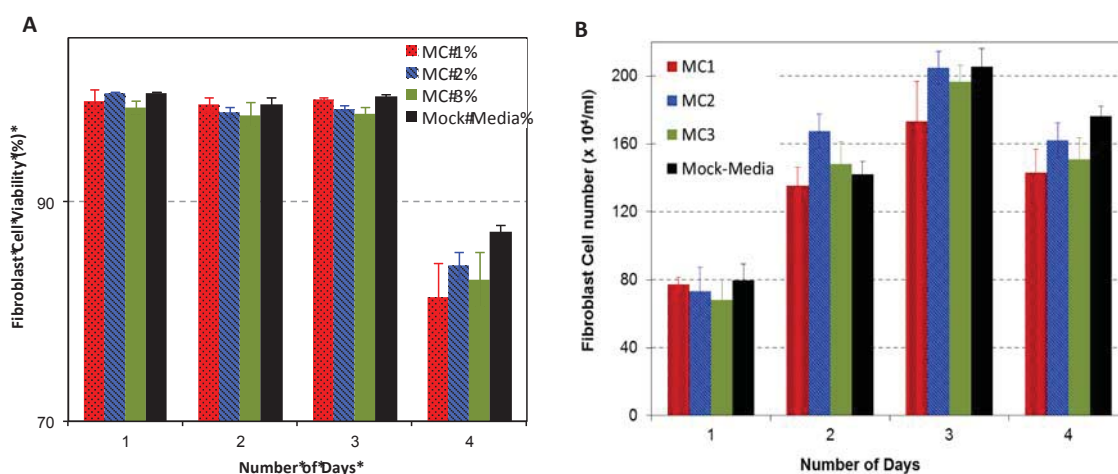 A
Fibroblast*Cell*Viability*(%)*
90
70
MC#1%
MC#2%
MC#3%
Mock#Media%
1 2 3 4
Number*of*Days*
B
Fibroblast Cell number (x 10⁴/ml)
200
160
120
80
40
0
MC1
MC2
MC3
Mock-Media
1 2 3 4
Number of Days